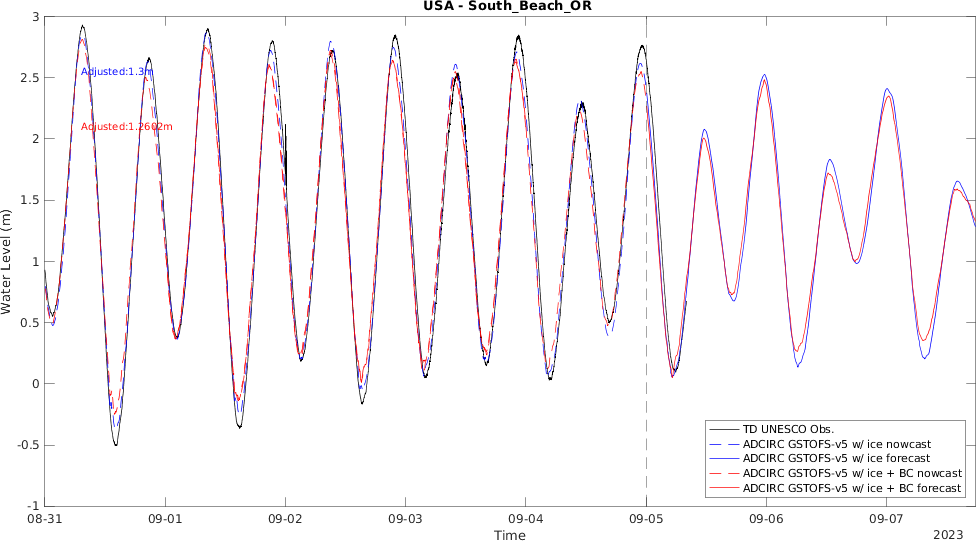 USA - South_Beach_OR
3
2.5
2
1.5
1
0.5
0
-0.5
-1
Water Level (m)
Adjusted:1.3m
Adjusted:1.2602m
TD UNESCO Obs.
ADCIRC GSTOFS-v5 w/ ice nowcast
ADCIRC GSTOFS-v5 w/ ice forecast
ADCIRC GSTOFS-v5 w/ ice + BC nowcast
ADCIRC GSTOFS-v5 w/ ice + BC forecast
08-31 09-01 09-02 09-03 09-04 09-05 09-06 09-07
Time
2023